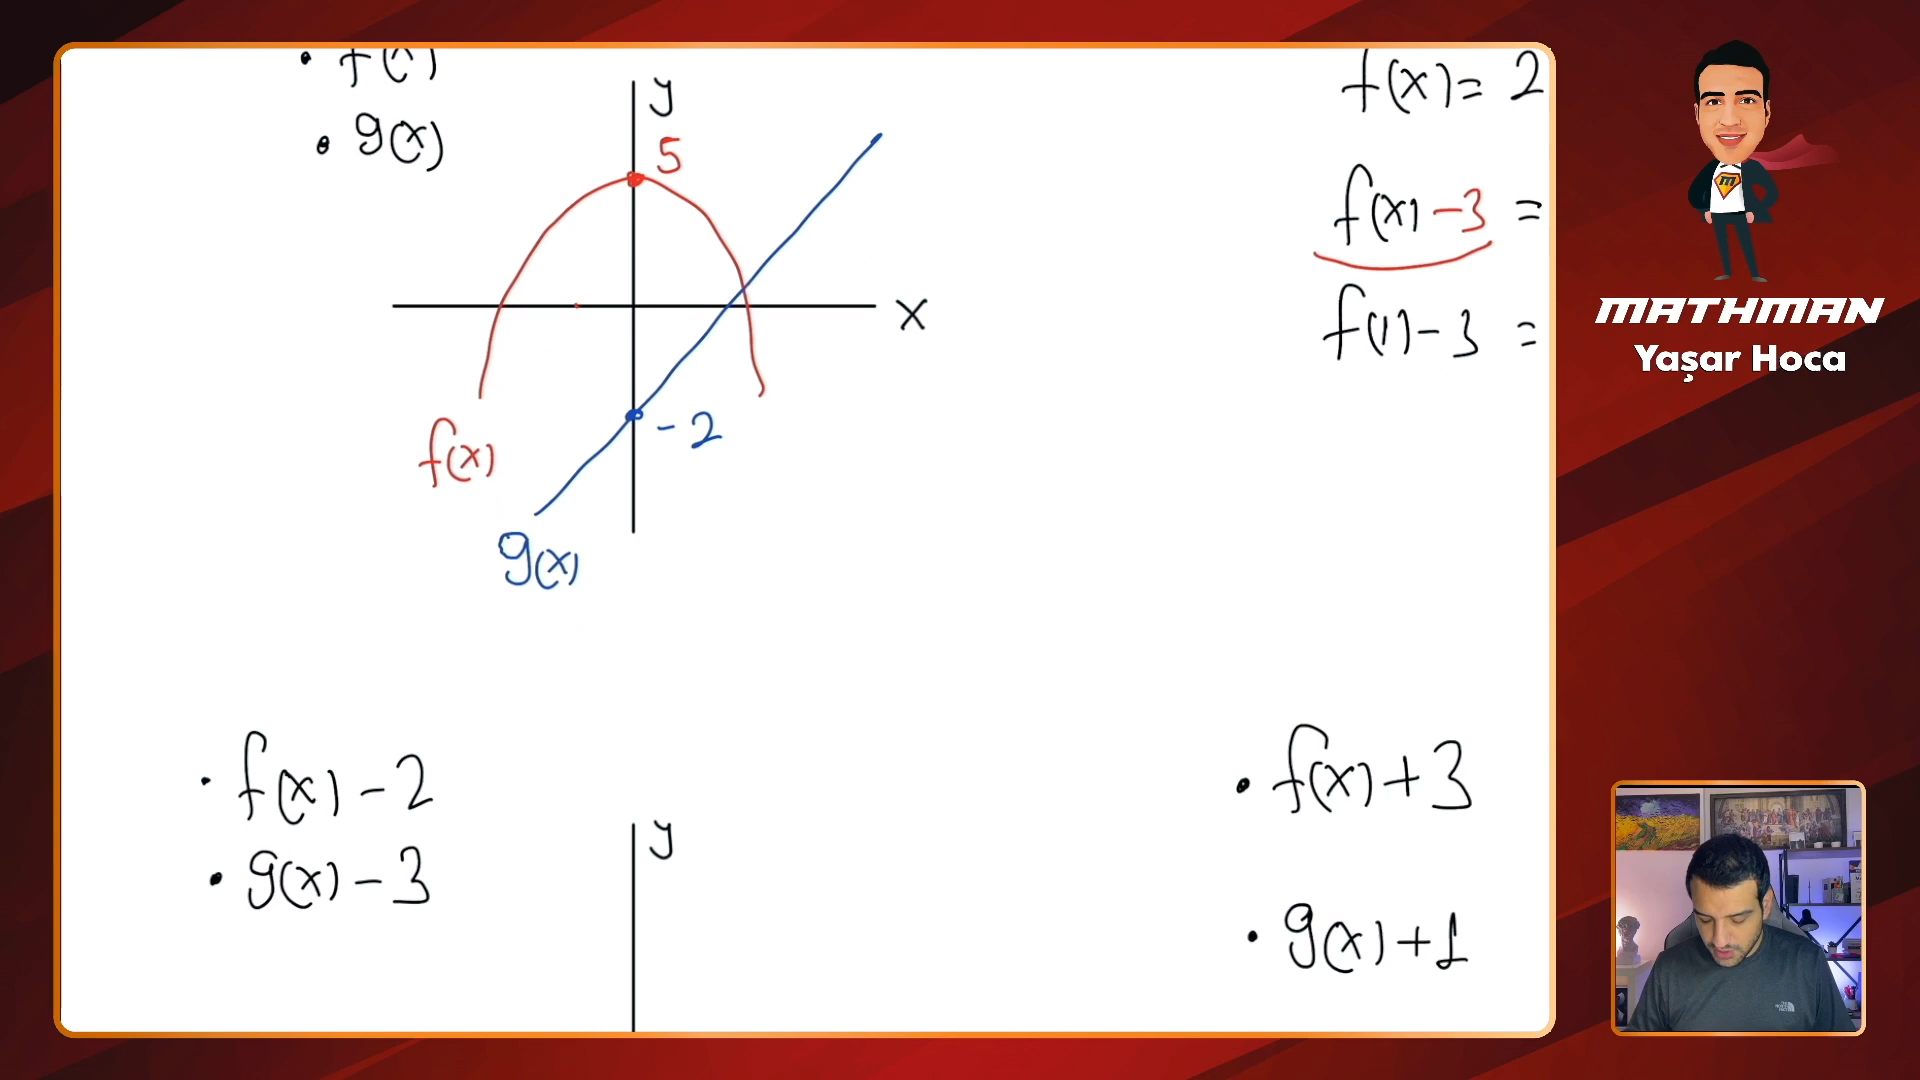 • f(x)
• g(x)
y
5
x
-2
f(x)
g(x)
f(x) = 2
f(x) - 3 =
f(1) - 3 =
• f(x) - 2
• g(x) - 3
y
• f(x) + 3
• g(x) + 1
M
MATHMAN
Yaşar Hoca